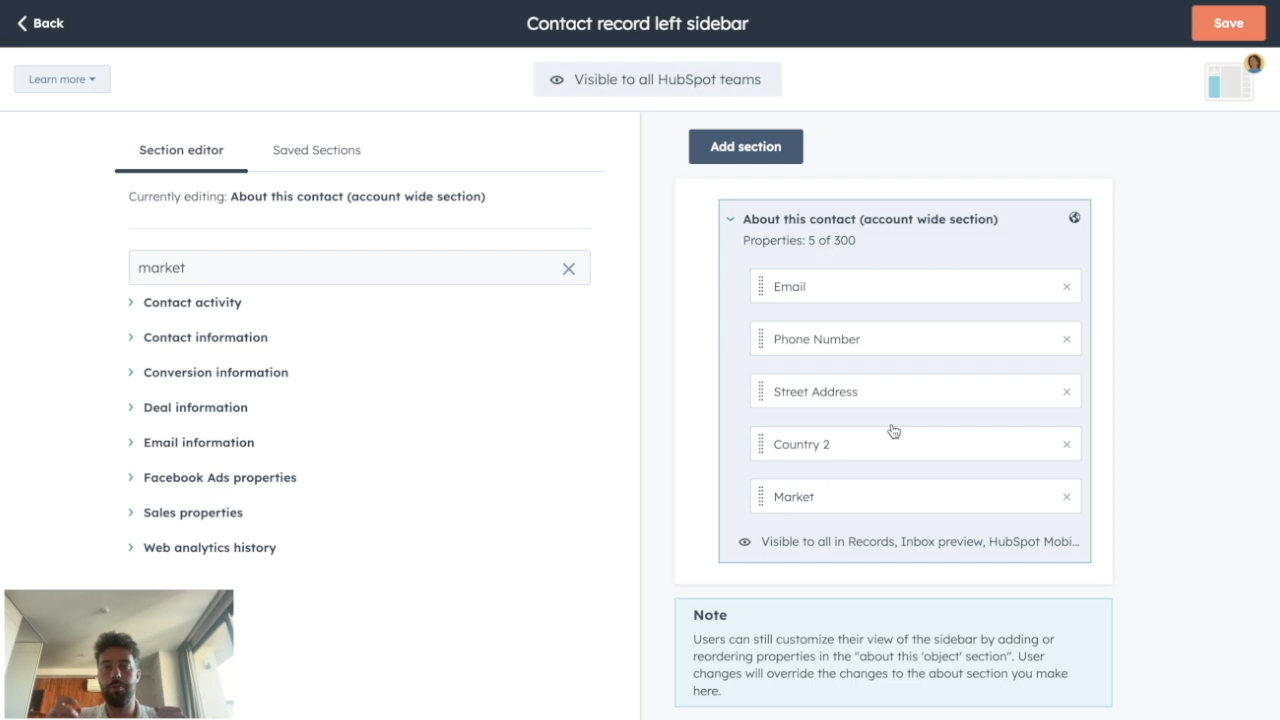 Back
Contact record left sidebar
Save
Learn more
Visible to all HubSpot teams
Section editor
Saved Sections
Currently editing: About this contact (account wide section)
market
Contact activity
Contact information
Conversion information
Deal information
Email information
Facebook Ads properties
Sales properties
Web analytics history
Add section
About this contact (account wide section)
Properties: 5 of 300
Email
Phone Number
Street Address
Country 2
Market
Visible to all in Records, Inbox preview, HubSpot Mobi...
Note
Users can still customize their view of the sidebar by adding or
reordering properties in the "about this 'object' section". User
changes will override the changes to the about section you make
here.